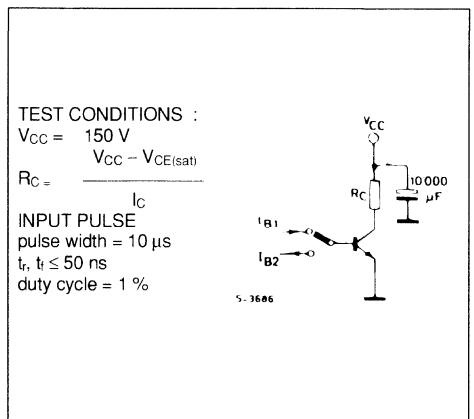 TEST CONDITIONS :
VCC = 150 V
RC = VCC – VCE(sat)
IC
INPUT PULSE
pulse width = 10 µs
tr, tf ≤ 50 ns
duty cycle = 1 %
VCC
RC
10 000
µF
IB1
IB2
S-3686